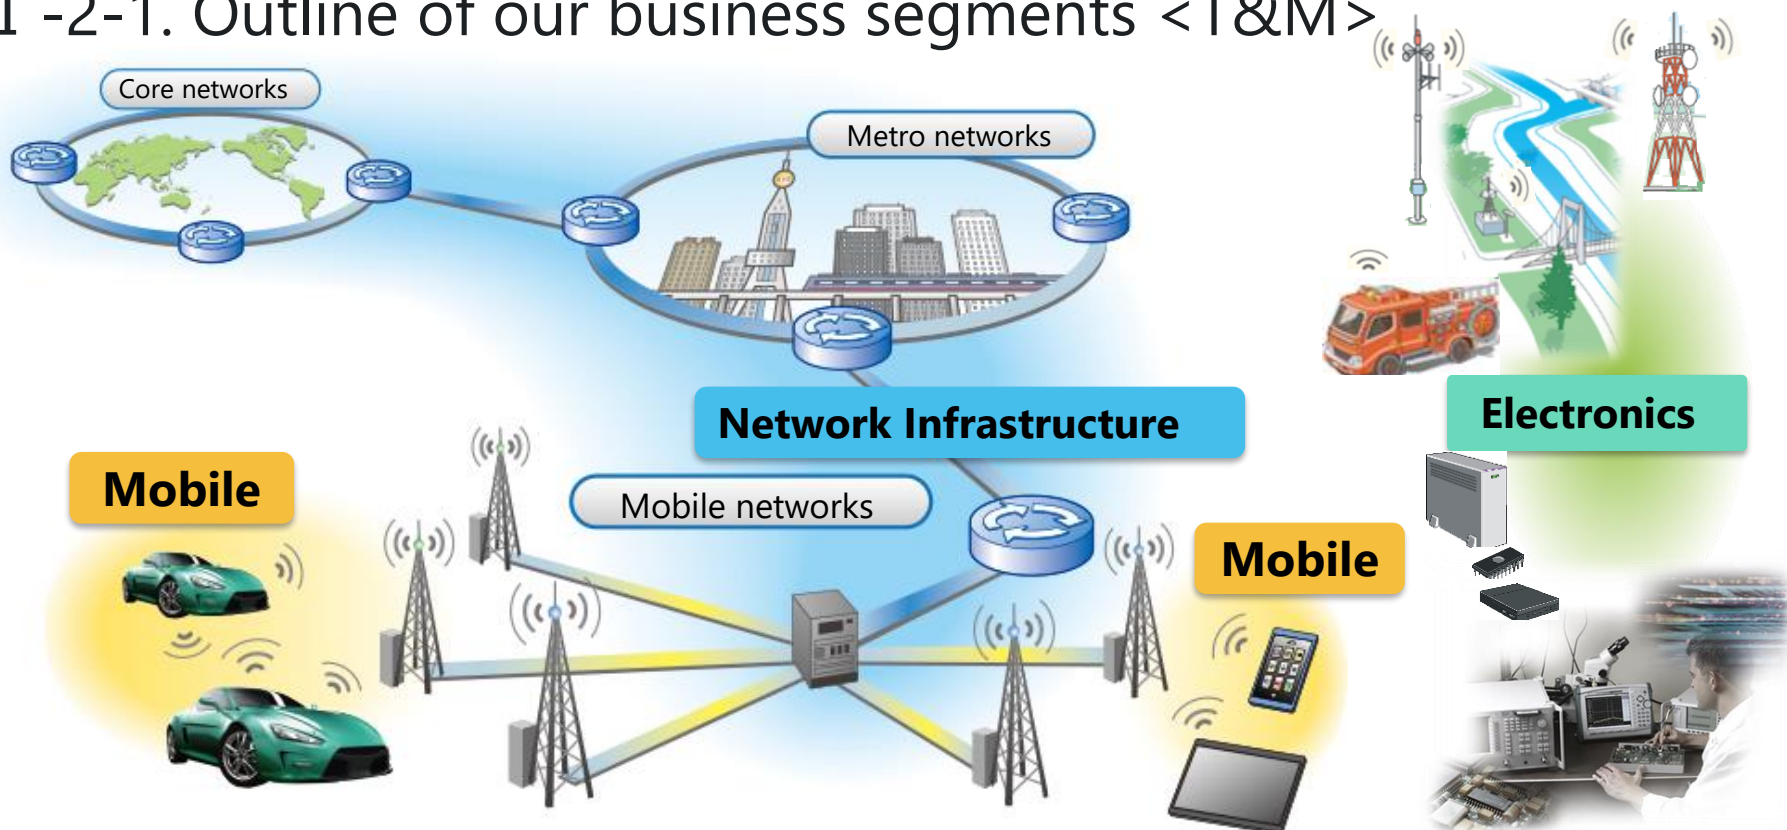 I -2-1. Outline of our business segments <T&M>
Core networks
Metro networks
Network Infrastructure
Electronics
Mobile
Mobile networks
Mobile